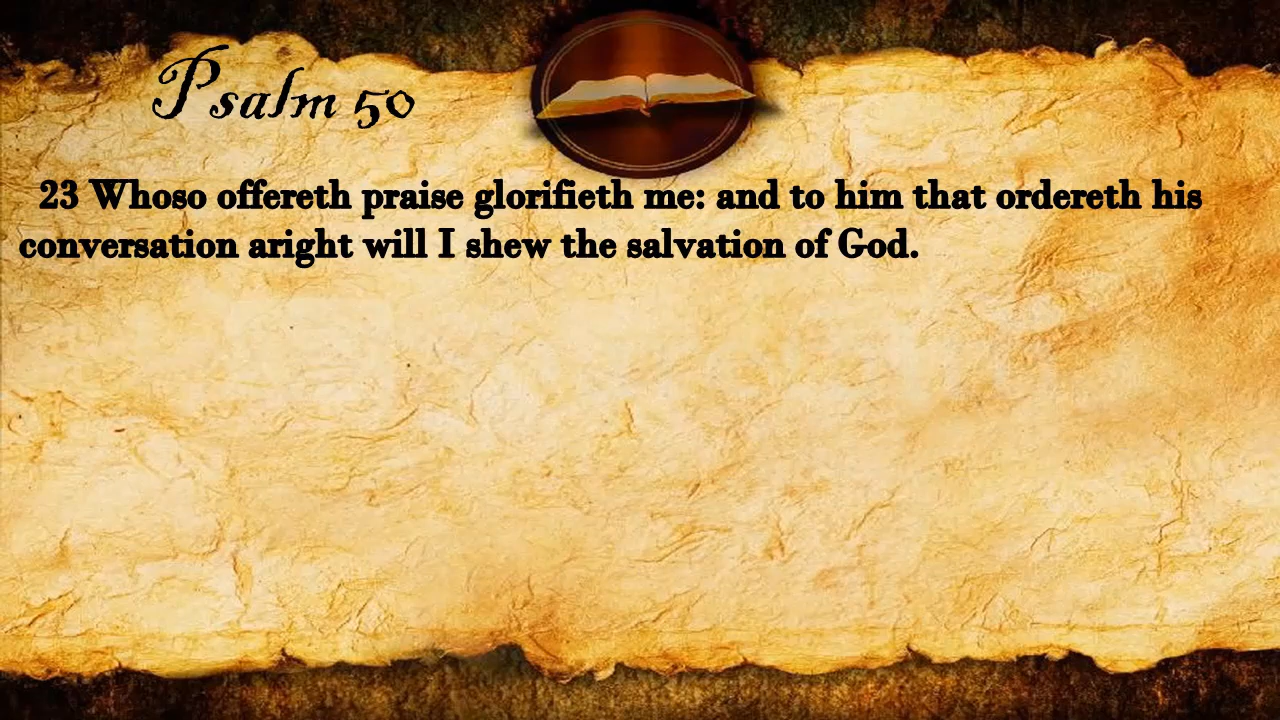 Psalm 50
23 Whoso offereth praise glorifieth me: and to him that ordereth his
conversation aright will I shew the salvation of God.